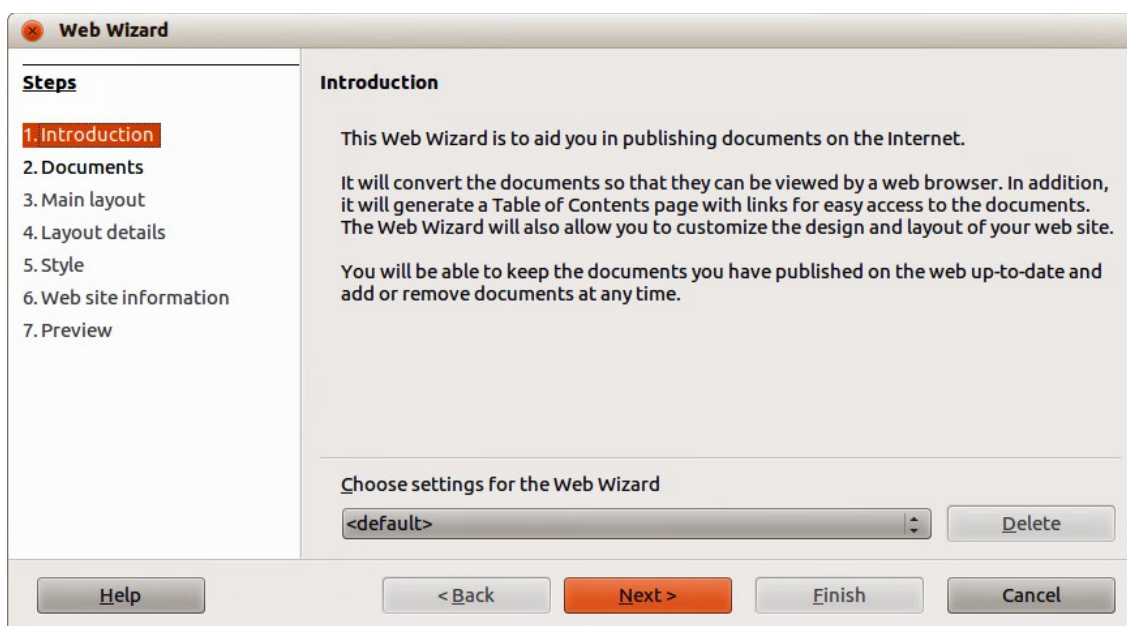 Web Wizard
Steps
1. Introduction
2. Documents
3. Main layout
4. Layout details
5. Style
6. Web site information
7. Preview
Introduction
This Web Wizard is to aid you in publishing documents on the Internet.
It will convert the documents so that they can be viewed by a web browser. In addition,
it will generate a Table of Contents page with links for easy access to the documents.
The Web Wizard will also allow you to customize the design and layout of your web site.
You will be able to keep the documents you have published on the web up-to-date and
add or remove documents at any time.
Choose settings for the Web Wizard
<default>
Delete
Help
< Back
Next >
Finish
Cancel